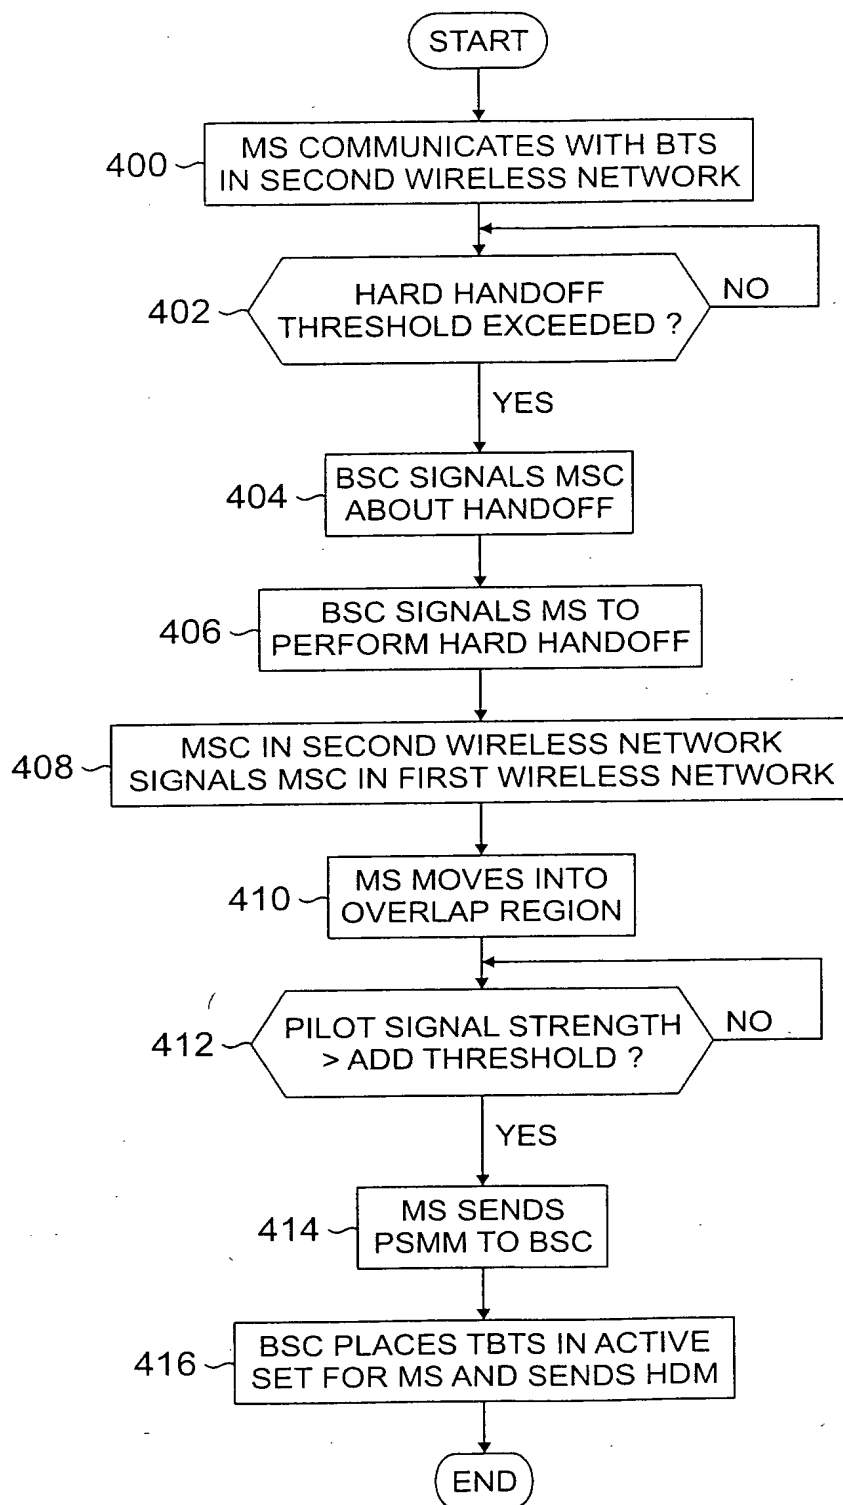 START
400
MS COMMUNICATES WITH BTS
IN SECOND WIRELESS NETWORK
402
HARD HANDOFF
THRESHOLD EXCEEDED ?
NO
YES
404
BSC SIGNALS MSC
ABOUT HANDOFF
406
BSC SIGNALS MS TO
PERFORM HARD HANDOFF
408
MSC IN SECOND WIRELESS NETWORK
SIGNALS MSC IN FIRST WIRELESS NETWORK
410
MS MOVES INTO
OVERLAP REGION
412
PILOT SIGNAL STRENGTH
> ADD THRESHOLD ?
NO
YES
414
MS SENDS
PSMM TO BSC
416
BSC PLACES TBTS IN ACTIVE
SET FOR MS AND SENDS HDM
END